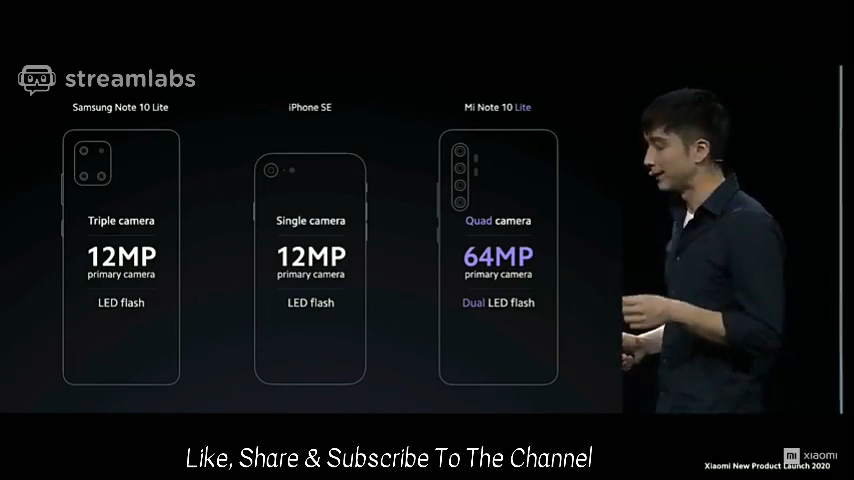 streamlabs
Samsung Note 10 Lite
iPhone SE
Mi Note 10 Lite
Triple camera
12MP
primary camera
LED flash
Single camera
12MP
primary camera
LED flash
Quad camera
64MP
primary camera
Dual LED flash
Like, Share & Subscribe To The Channel
mi xiaomi
Xiaomi New Product Launch 2020